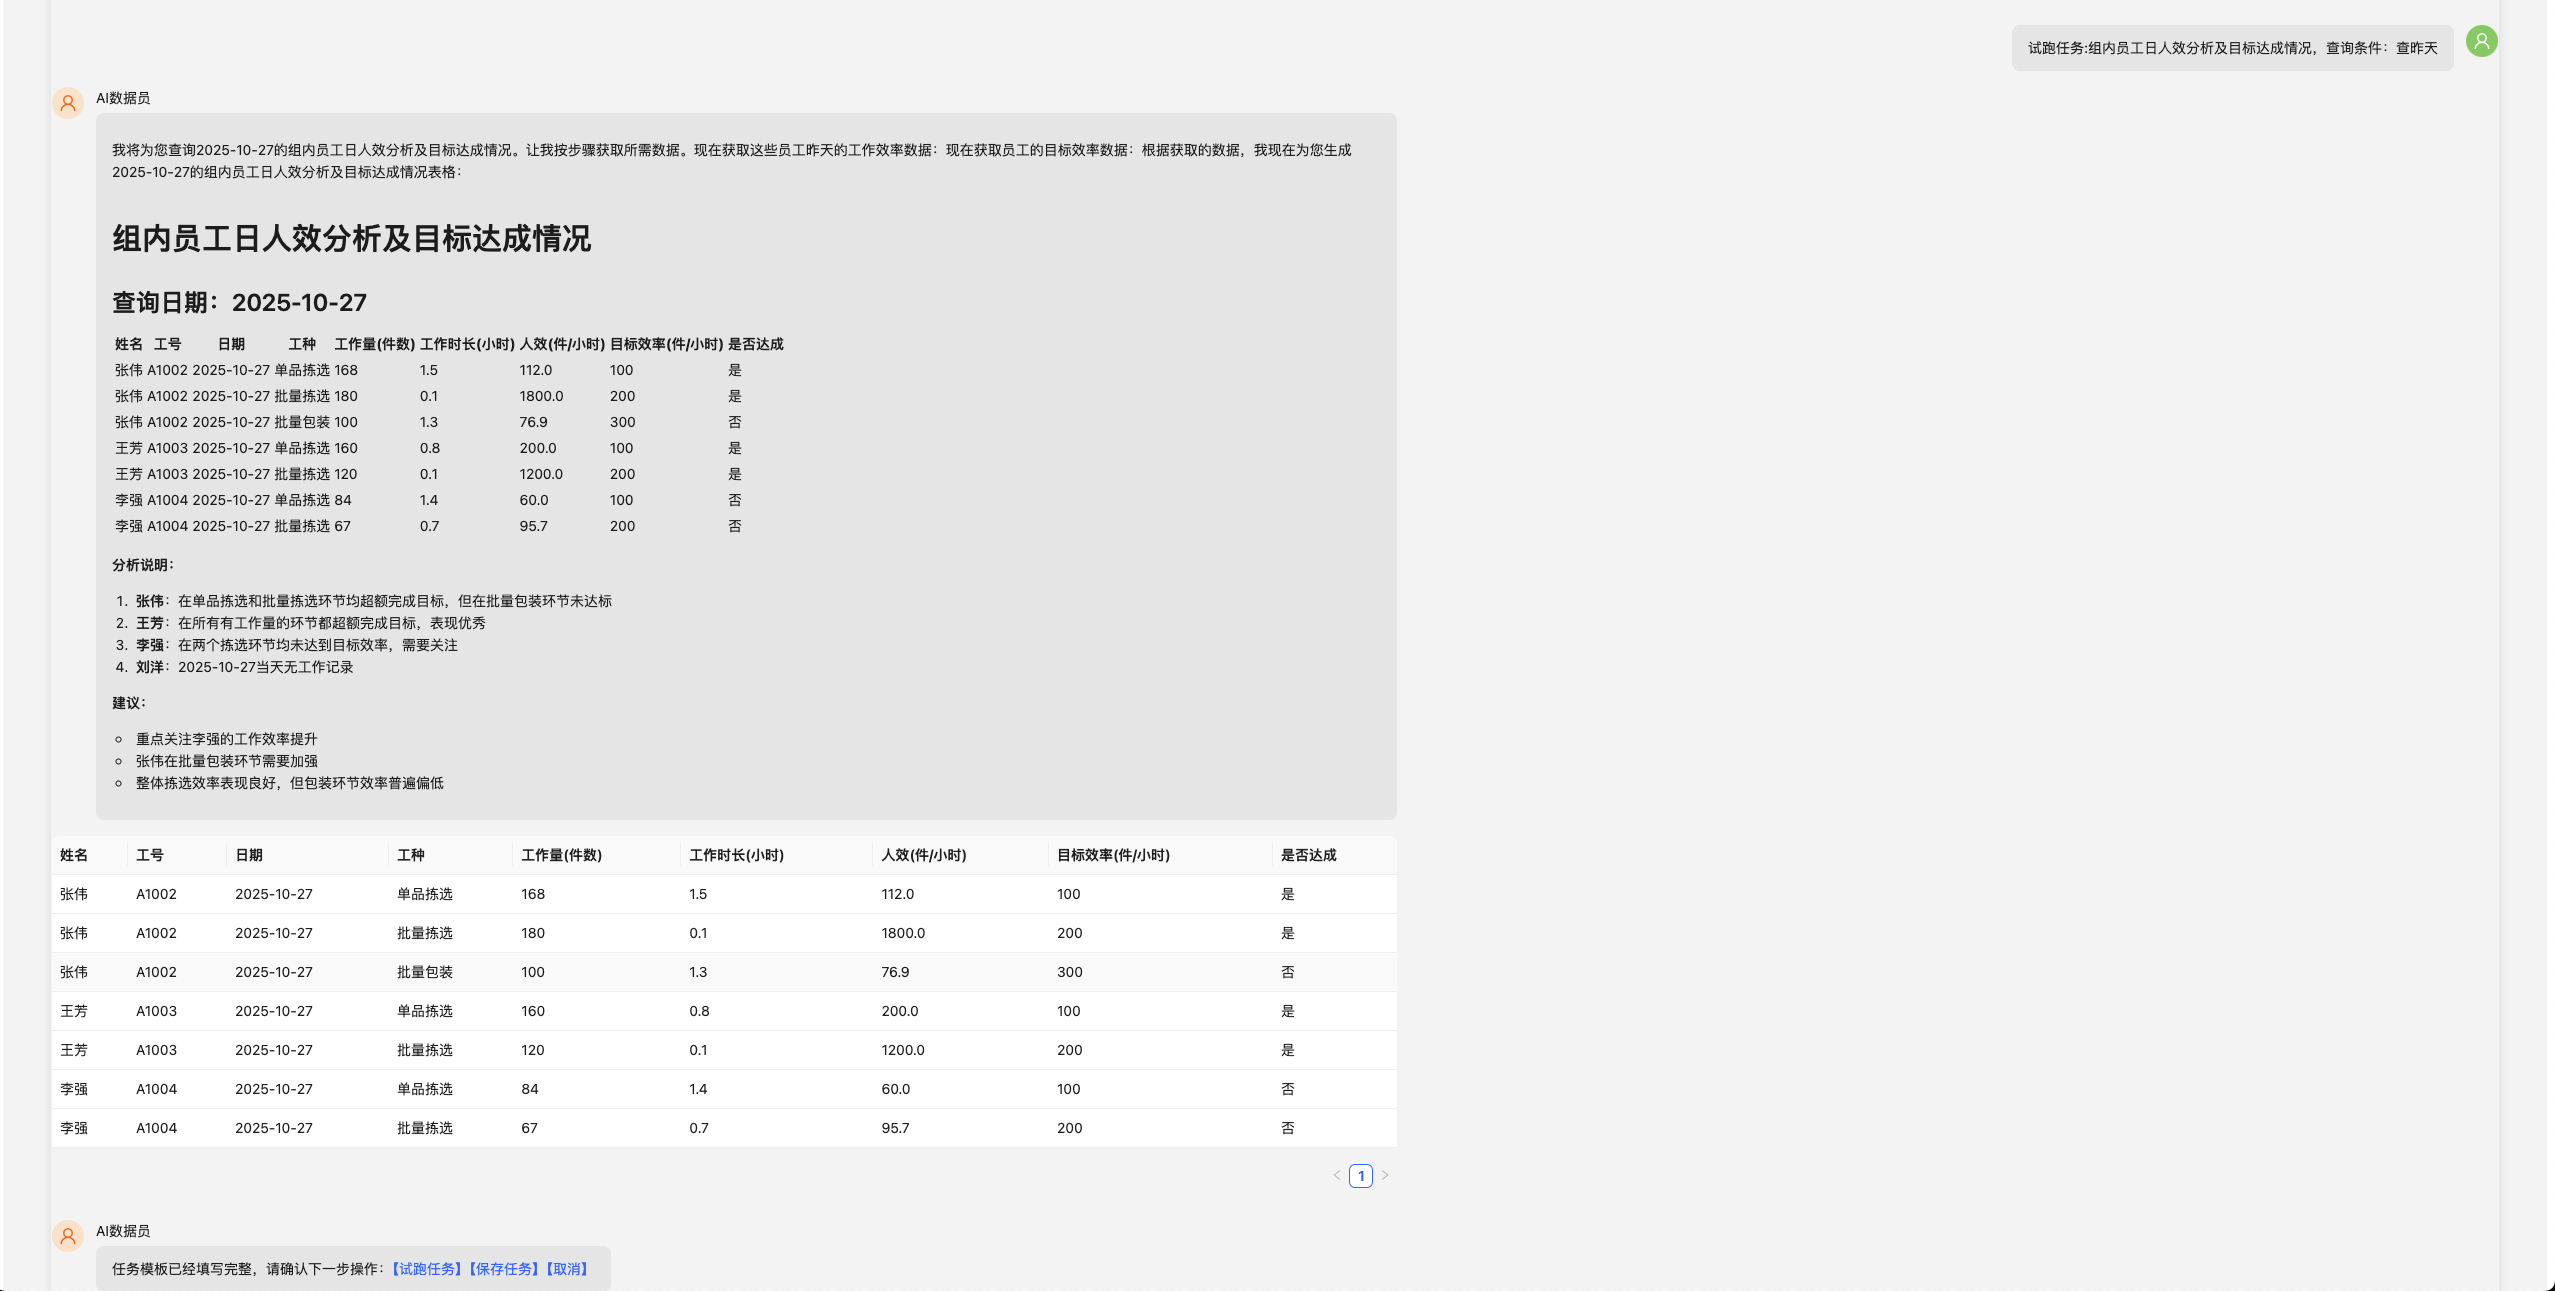 试跑任务:组内员工日人效分析及目标达成情况，查询条件：查昨天
AI数据员
我将为您查询2025-10-27的组内员工日人效分析及目标达成情况。让我按步骤获取所需数据。现在获取这些员工昨天的工作效率数据：现在获取员工的目标效率数据：根据获取的数据，我现在为您生成
2025-10-27的组内员工日人效分析及目标达成情况表格：
组内员工日人效分析及目标达成情况
查询日期：2025-10-27
姓名 工号 日期 工种 工作量(件数) 工作时长(小时) 人效(件/小时) 目标效率(件/小时) 是否达成
张伟 A1002 2025-10-27 单品拣选 168 1.5 112.0 100 是
张伟 A1002 2025-10-27 批量拣选 180 0.1 1800.0 200 是
张伟 A1002 2025-10-27 批量包装 100 1.3 76.9 300 否
王芳 A1003 2025-10-27 单品拣选 160 0.8 200.0 100 是
王芳 A1003 2025-10-27 批量拣选 120 0.1 1200.0 200 是
李强 A1004 2025-10-27 单品拣选 84 1.4 60.0 100 否
李强 A1004 2025-10-27 批量拣选 67 0.7 95.7 200 否
分析说明：
1. 张伟：在单品拣选和批量拣选环节均超额完成目标，但在批量包装环节未达标
2. 王芳：在所有有工作量的环节都超额完成目标，表现优秀
3. 李强：在两个拣选环节均未达到目标效率，需要关注
4. 刘洋：2025-10-27当天无工作记录
建议：
重点关注李强的工作效率提升
张伟在批量包装环节需要加强
整体拣选效率表现良好，但包装环节效率普遍偏低
姓名 工号 日期 工种 工作量(件数) 工作时长(小时) 人效(件/小时) 目标效率(件/小时) 是否达成
张伟 A1002 2025-10-27 单品拣选 168 1.5 112.0 100 是
张伟 A1002 2025-10-27 批量拣选 180 0.1 1800.0 200 是
张伟 A1002 2025-10-27 批量包装 100 1.3 76.9 300 否
王芳 A1003 2025-10-27 单品拣选 160 0.8 200.0 100 是
王芳 A1003 2025-10-27 批量拣选 120 0.1 1200.0 200 是
李强 A1004 2025-10-27 单品拣选 84 1.4 60.0 100 否
李强 A1004 2025-10-27 批量拣选 67 0.7 95.7 200 否
< 1 >
AI数据员
任务模板已经填写完整，请确认下一步操作：【试跑任务】【保存任务】【取消】